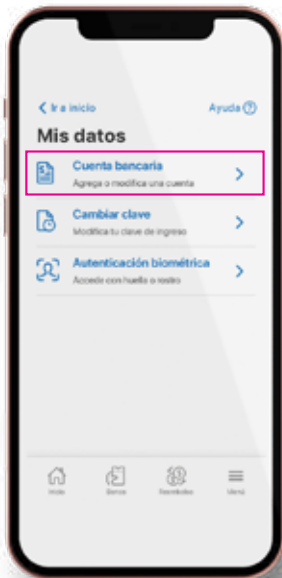 Ir a inicio
Ayuda
Mis datos
Cuenta bancaria
Agrega o modifica una cuenta
Cambiar clave
Modifica tu clave de ingreso
Autenticación biométrica
Accede con huella o rostro
Inicio
Bonos
Reembolso
Menú